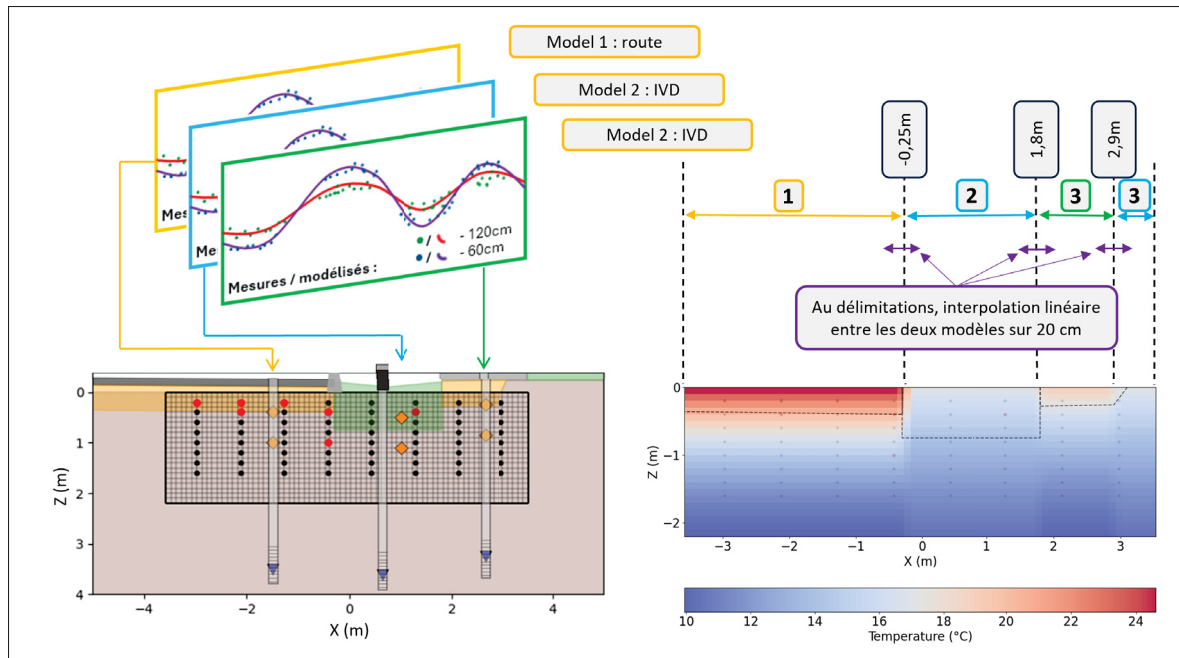 Model 1 : route
Model 2 : IVD
Model 2 : IVD
Mes
Me
- 120cm
- 60cm
Mesures / modélisés :
-0,25m
1,8m
2,9m
1
2
3
3
Au délimitations, interpolation linéaire
entre les deux modèles sur 20 cm
Z (m)
0
1
2
3
4
−4
−2
0
2
4
X (m)
Z (m)
0
−1
−2
−3
−2
−1
0
1
2
3
X (m)
10
12
14
16
18
20
22
24
Temperature (°C)